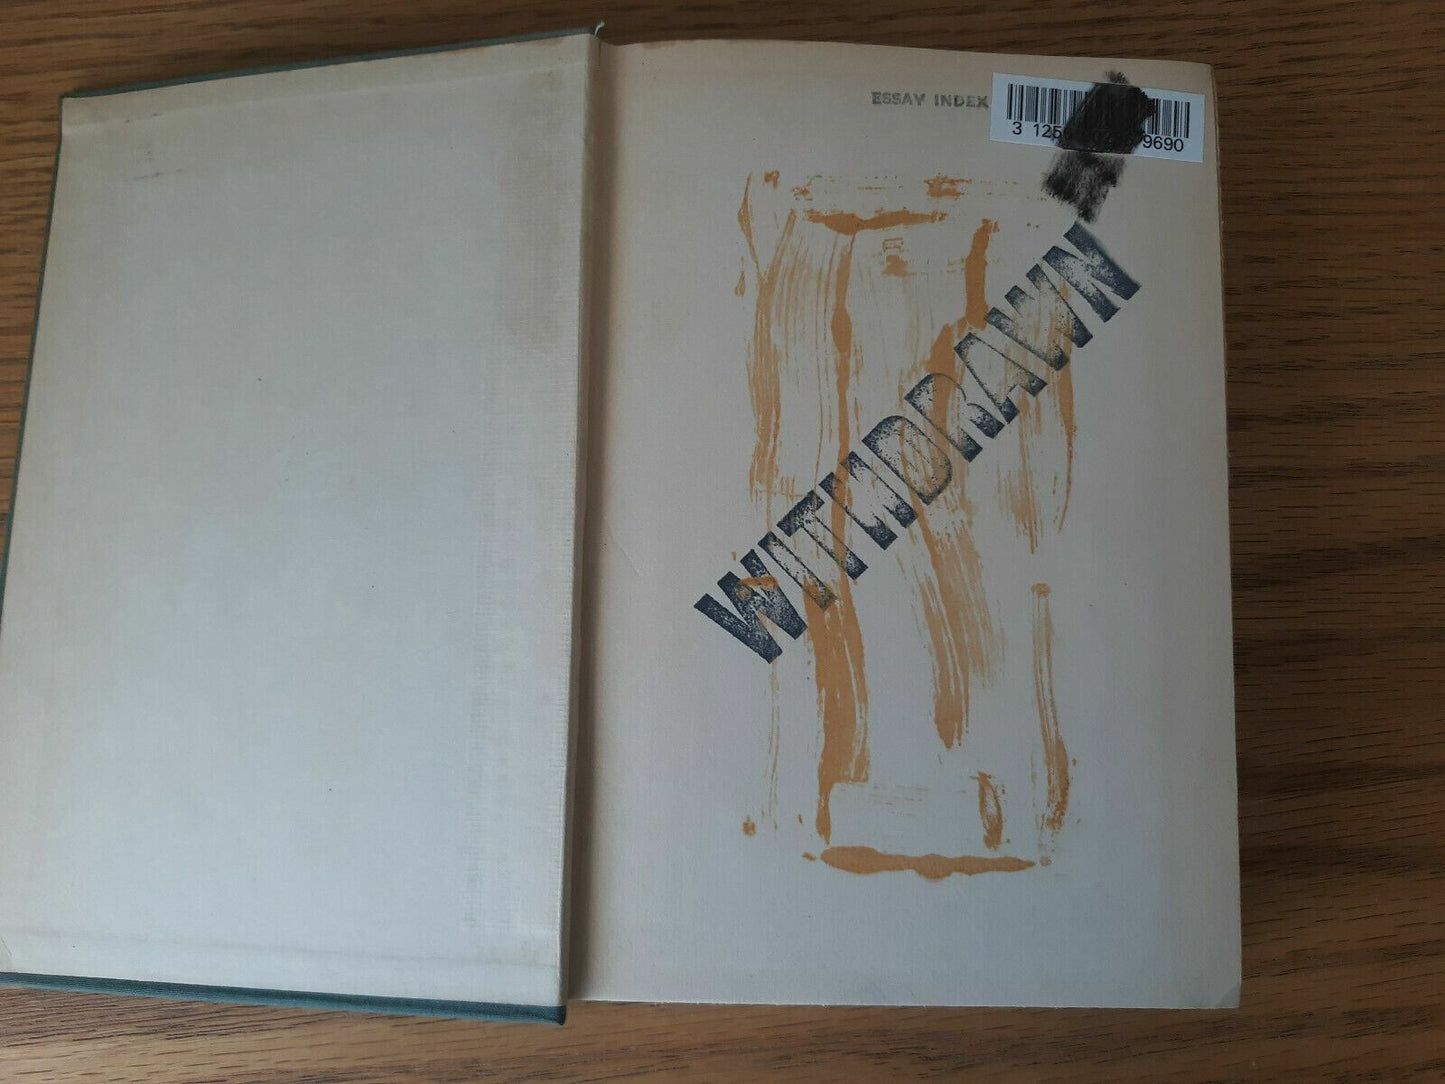 ESSAY INDEX
3 125 9690
WITHDRAWN